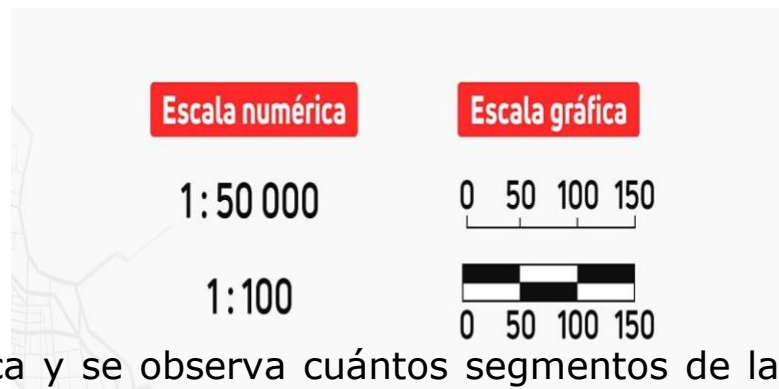 Escala numérica Escala gráfica
1:50 000 0 50 100 150
1:100
0 50 100 150
y se observa cuántos segmentos de la